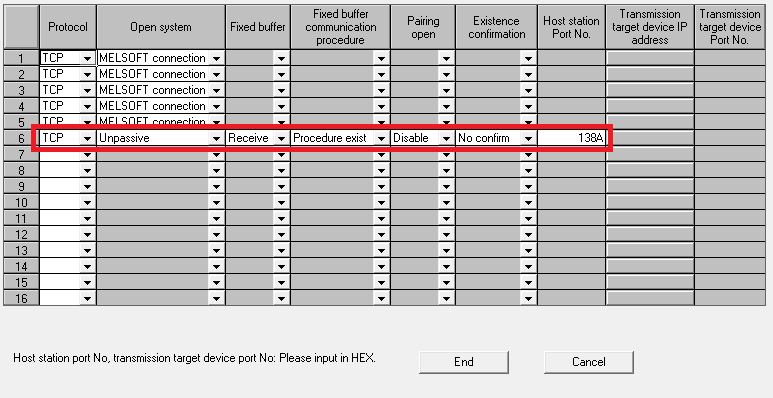 Protocol Open system Fixed buffer Fixed buffer communication procedure Pairing open Existence confirmation Host station Port No. Transmission target device IP address Transmission target device Port No.
1 TCP MELSOFT connection
2 TCP MELSOFT connection
3 TCP MELSOFT connection
4 TCP MELSOFT connection
5 TCP MELSOFT connection
6 TCP Unpassive Receive Procedure exist Disable No confirm 138A
7
8
9
10
11
12
13
14
15
16
Host station port No, transmission target device port No: Please input in HEX. End Cancel